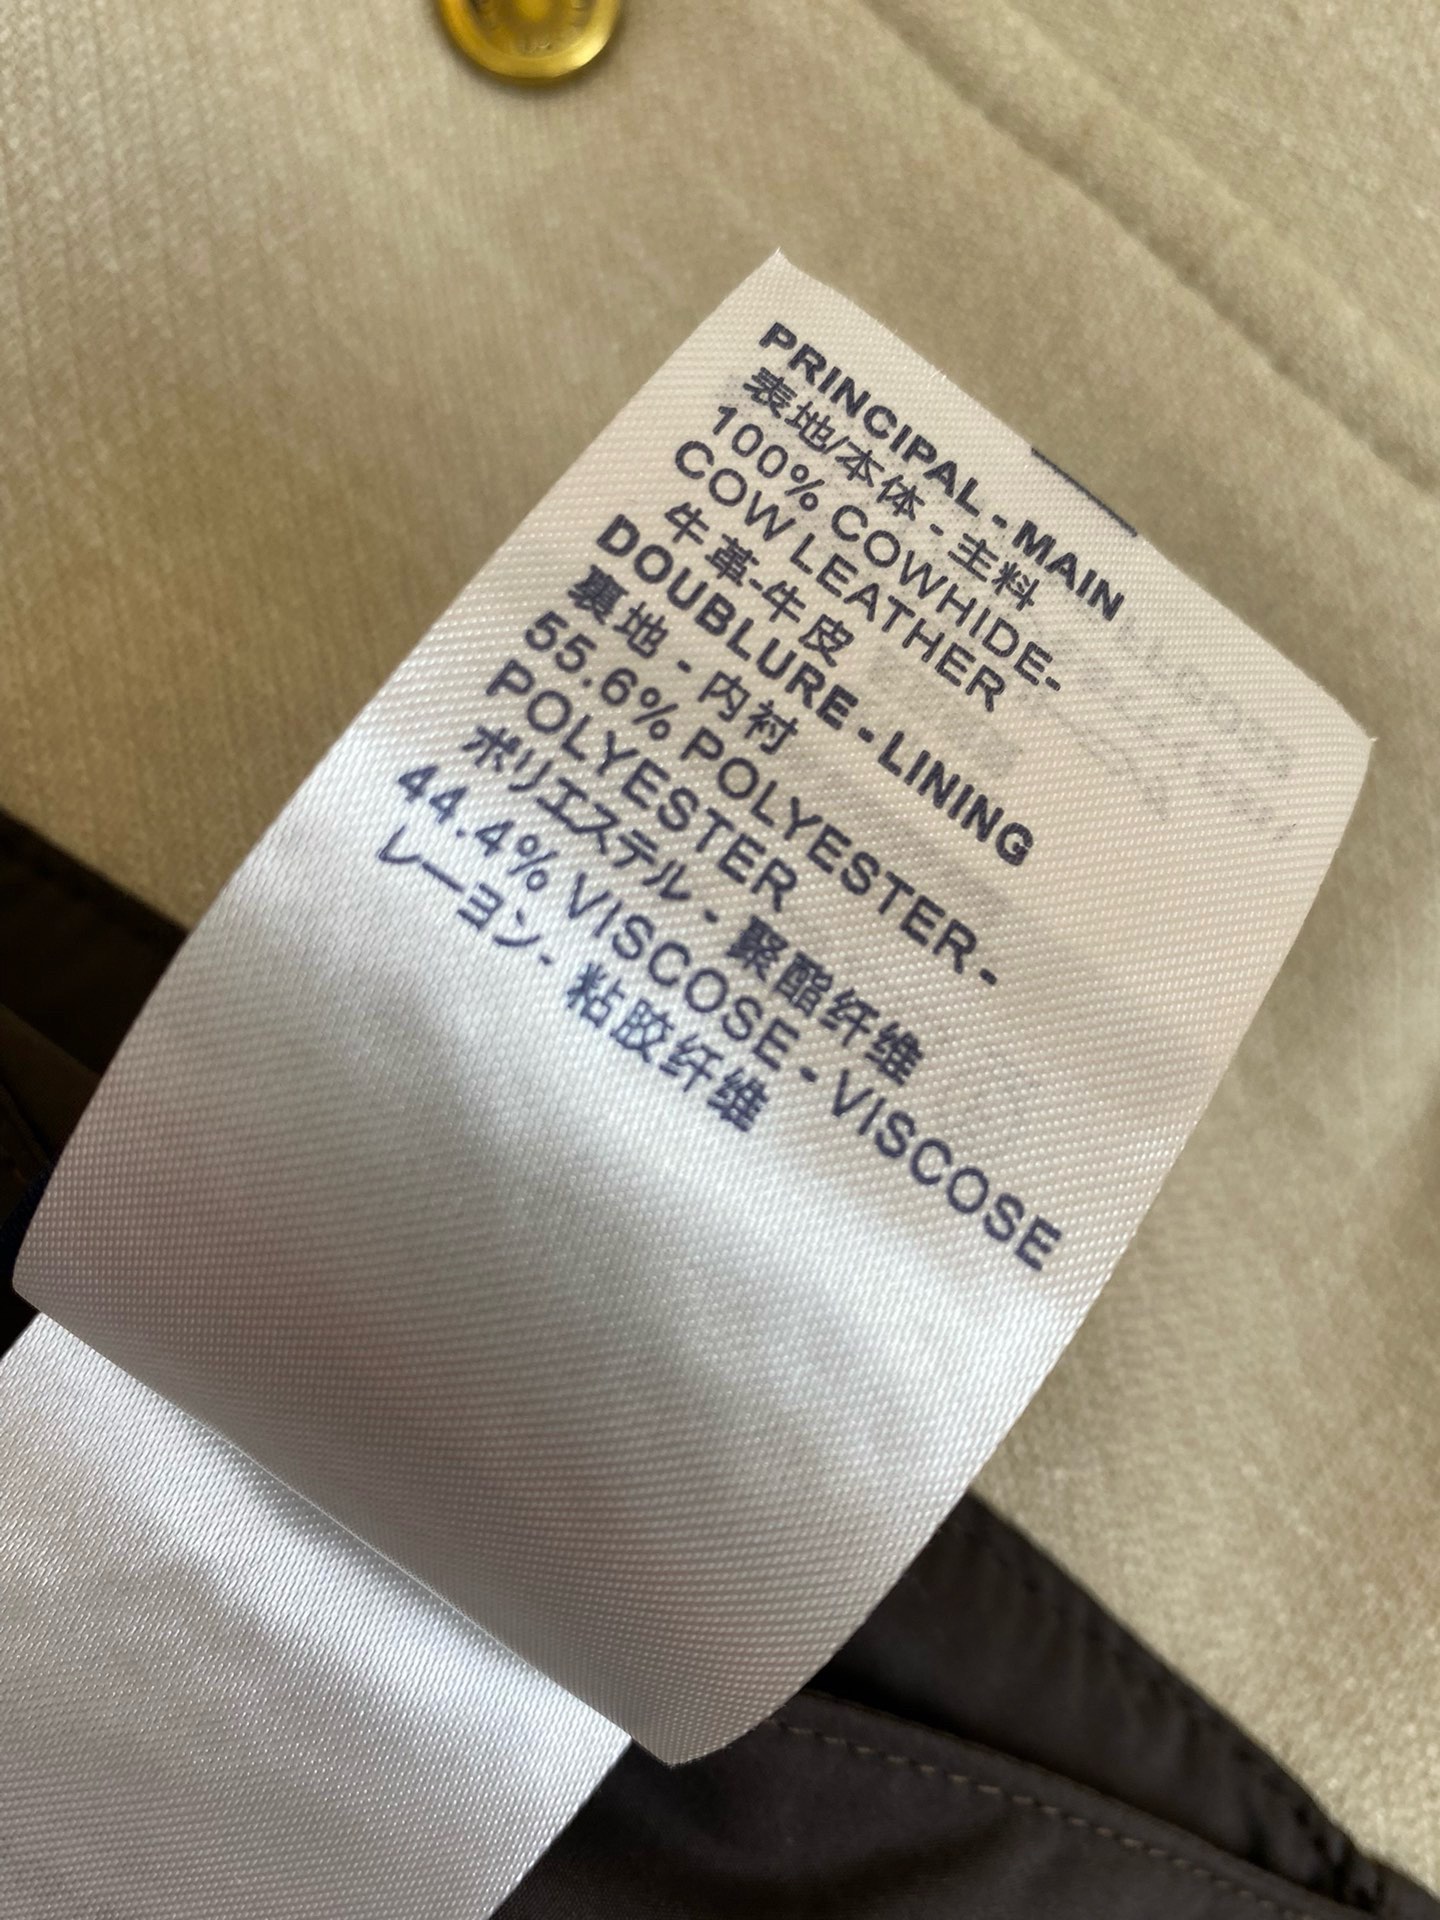 PRINCIPAL - MAIN
表地/本体 - 主料
100% COWHIDE-
COW LEATHER
牛革-牛皮
DOUBLURE - LINING
裏地 - 内衬
55.6% POLYESTER -
POLYESTER
ポリエステル - 聚酯纤维
44.4% VISCOSE - VISCOSE
レーヨン - 粘胶纤维